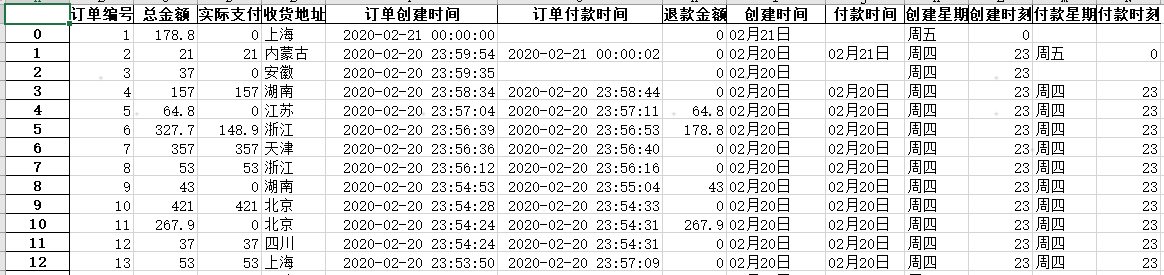 订单编号 总金额 实际支付 收货地址 订单创建时间 订单付款时间 退款金额 创建时间 付款时间 创建星期 创建时刻 付款星期 付款时刻
0 1 178.8 0 上海 2020-02-21 00:00:00 0 02月21日 周五 0
1 2 21 21 内蒙古 2020-02-20 23:59:54 2020-02-21 00:00:02 0 02月20日 02月21日 周四 23 周五 0
2 3 37 0 安徽 2020-02-20 23:59:35 0 02月20日 周四 23
3 4 157 157 湖南 2020-02-20 23:58:34 2020-02-20 23:58:44 0 02月20日 02月20日 周四 23 周四 23
4 5 64.8 0 江苏 2020-02-20 23:57:04 2020-02-20 23:57:11 64.8 02月20日 02月20日 周四 23 周四 23
5 6 327.7 148.9 浙江 2020-02-20 23:56:39 2020-02-20 23:56:53 178.8 02月20日 02月20日 周四 23 周四 23
6 7 357 357 天津 2020-02-20 23:56:36 2020-02-20 23:56:40 0 02月20日 02月20日 周四 23 周四 23
7 8 53 53 浙江 2020-02-20 23:56:12 2020-02-20 23:56:16 0 02月20日 02月20日 周四 23 周四 23
8 9 43 0 湖南 2020-02-20 23:54:53 2020-02-20 23:55:04 43 02月20日 02月20日 周四 23 周四 23
9 10 421 421 北京 2020-02-20 23:54:28 2020-02-20 23:54:33 0 02月20日 02月20日 周四 23 周四 23
10 11 267.9 0 北京 2020-02-20 23:54:24 2020-02-20 23:54:31 267.9 02月20日 02月20日 周四 23 周四 23
11 12 37 37 四川 2020-02-20 23:54:24 2020-02-20 23:54:31 0 02月20日 02月20日 周四 23 周四 23
12 13 53 53 上海 2020-02-20 23:53:50 2020-02-20 23:57:09 0 02月20日 02月20日 周四 23 周四 23